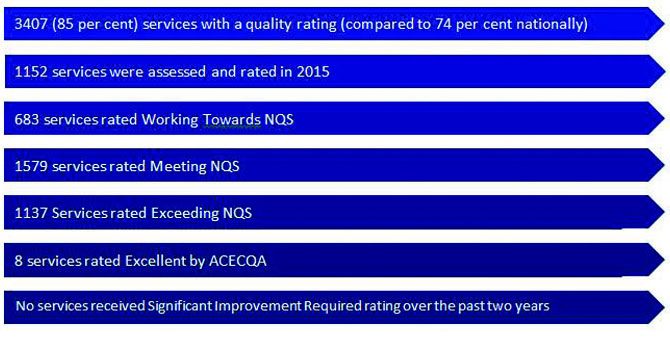 3407 (85 per cent) services with a quality rating (compared to 74 per cent nationally)
1152 services were assessed and rated in 2015
683 services rated Working Towards NQS
1579 services rated Meeting NQS
1137 Services rated Exceeding NQS
8 services rated Excellent by ACECQA
No services received Significant Improvement Required rating over the past two years